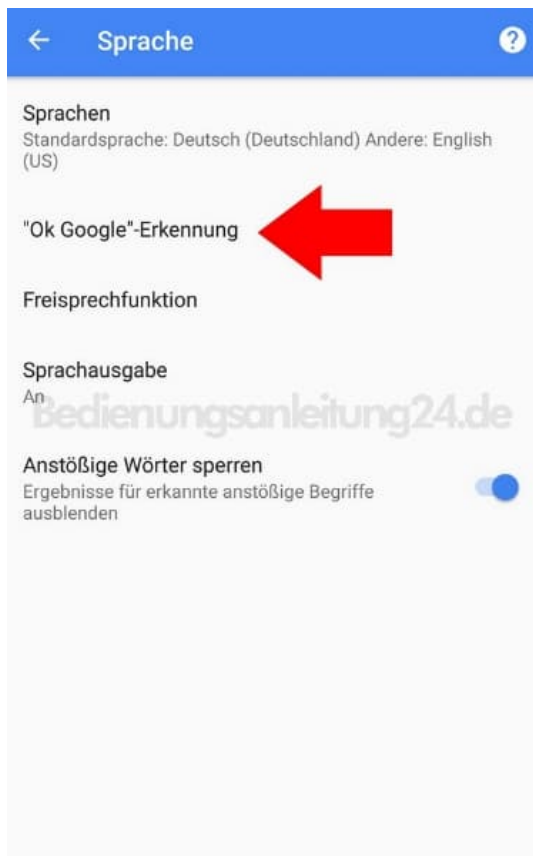 Sprache
Sprachen
Standardsprache: Deutsch (Deutschland) Andere: English
(US)
"Ok Google"-Erkennung
Freisprechfunktion
Sprachausgabe
An
Bedienungsanleitung24.de
Anstößige Wörter sperren
Ergebnisse für erkannte anstößige Begriffe
ausblenden